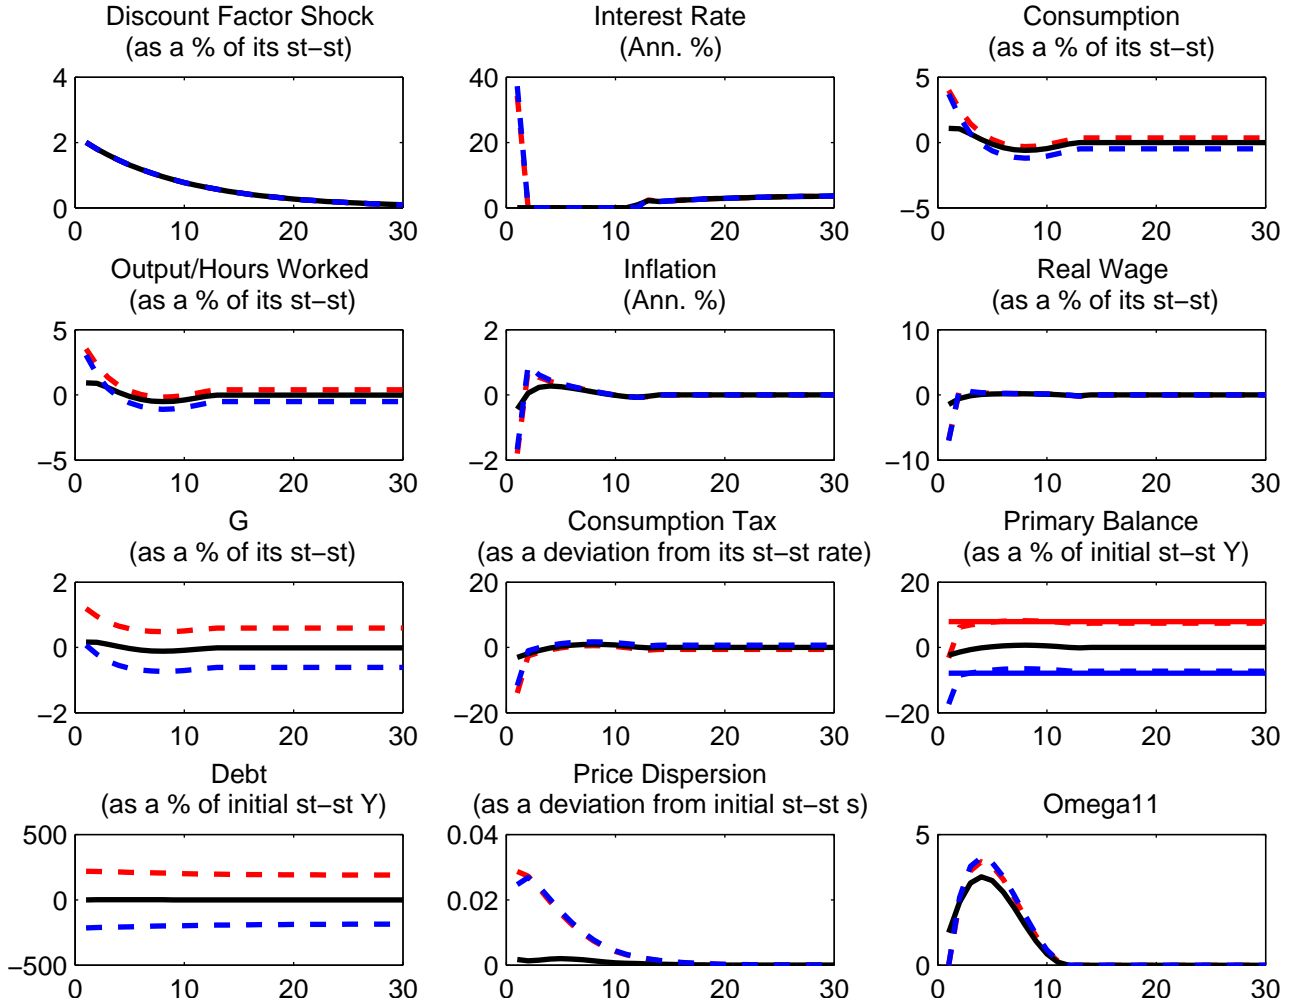 Discount Factor Shock
(as a % of its st−st)
4
2
0
0 10 20 30
Interest Rate
(Ann. %)
40
20
0
0 10 20 30
Consumption
(as a % of its st−st)
5
0
−5
0 10 20 30
Output/Hours Worked
(as a % of its st−st)
5
0
−5
0 10 20 30
Inflation
(Ann. %)
2
0
−2
0 10 20 30
Real Wage
(as a % of its st−st)
10
0
−10
0 10 20 30
G
(as a % of its st−st)
2
0
−2
0 10 20 30
Consumption Tax
(as a deviation from its st−st rate)
20
0
−20
0 10 20 30
Primary Balance
(as a % of initial st−st Y)
20
0
−20
0 10 20 30
Debt
(as a % of initial st−st Y)
500
0
−500
0 10 20 30
Price Dispersion
(as a deviation from initial st−st s)
0.04
0.02
0
0 10 20 30
Omega11
5
0
0 10 20 30